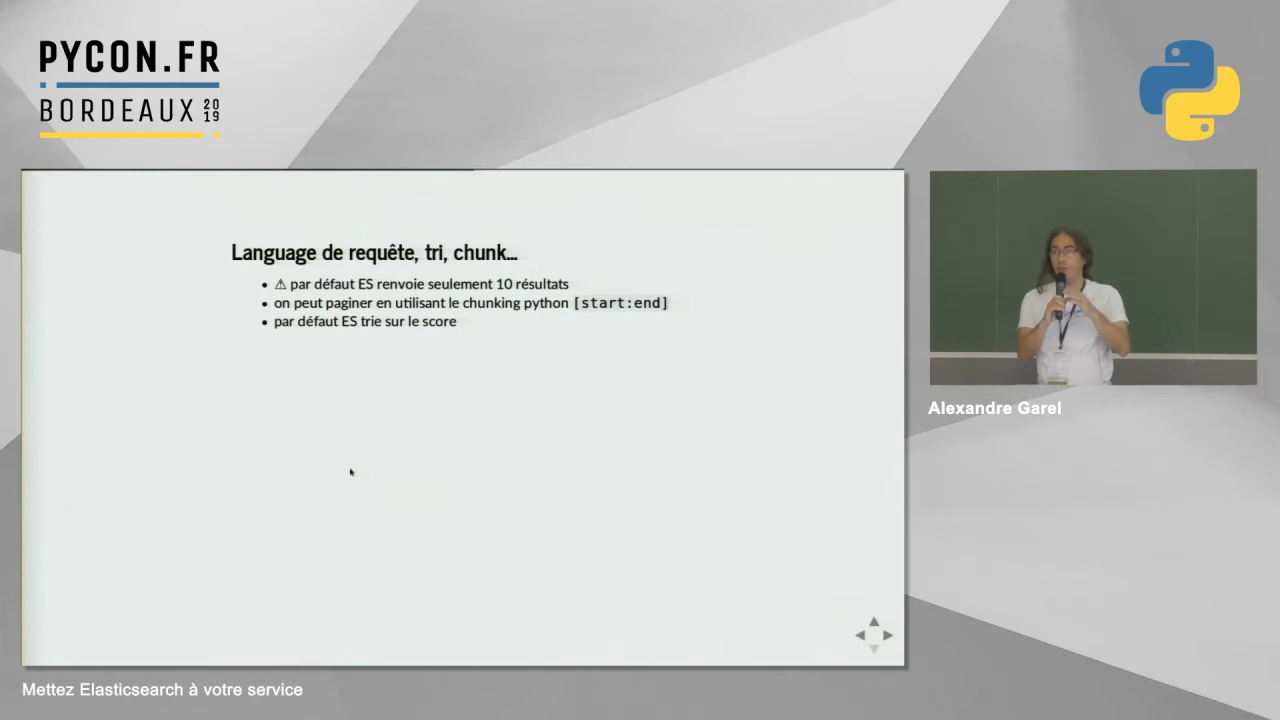 PYCON.FR
BORDEAUX 2019
Language de requête, tri, chunk...
• ⚠ par défaut ES renvoie seulement 10 résultats
• on peut paginer en utilisant le chunking python [start:end]
• par défaut ES trie sur le score
Alexandre Garel
Mettez Elasticsearch à votre service